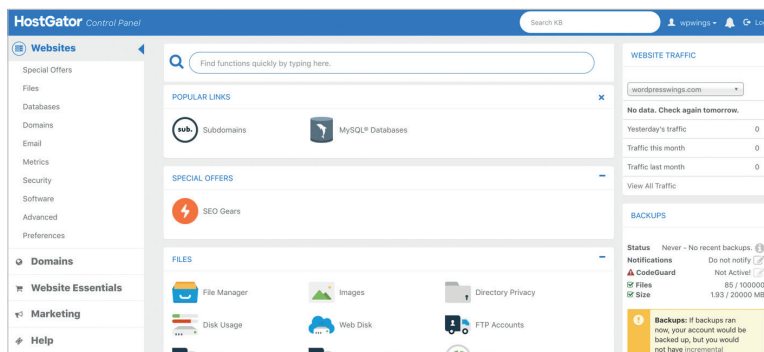 HostGator Control Panel
Search KB
wpwings
Websites
Special Offers
Files
Databases
Domains
Email
Metrics
Security
Software
Advanced
Preferences
Domains
Website Essentials
Marketing
Help
Find functions quickly by typing here.
POPULAR LINKS
sub. Subdomains
MySQL® Databases
SPECIAL OFFERS
SEO Gears
FILES
File Manager
Images
Directory Privacy
Disk Usage
Web Disk
FTP Accounts
WEBSITE TRAFFIC
wordpresswings.com
No data. Check again tomorrow.
Yesterday's traffic 0
Traffic this month 0
Traffic last month 0
View All Traffic
BACKUPS
Status Never - No recent backups.
Notifications Do not notify
CodeGuard Not Active!
Files 85 / 100000
Size 1.93 / 20000 MB
Backups: If backups ran
now, your account would be
backed up, but you would
not have incremental